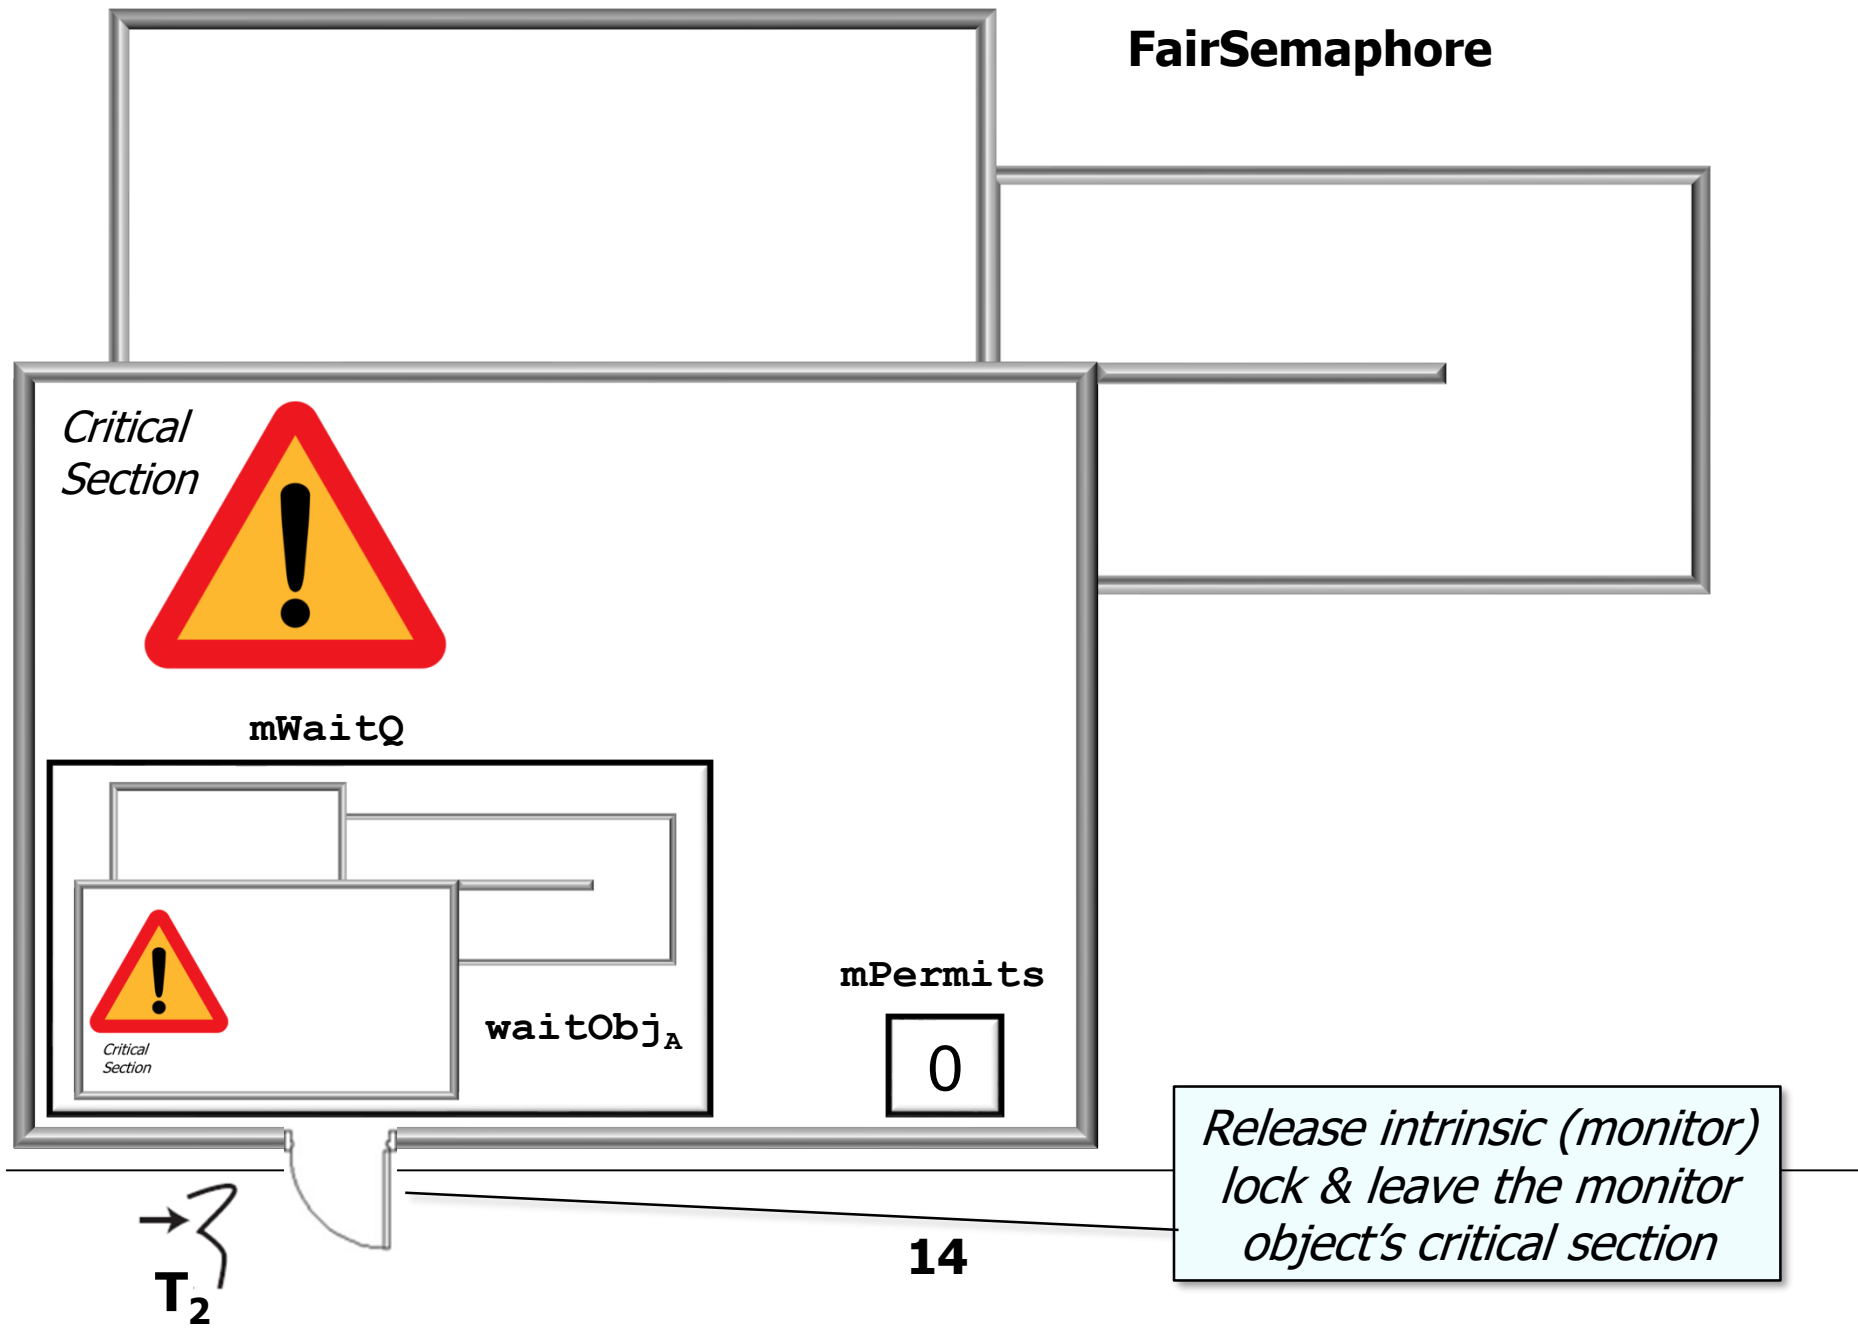 FairSemaphore
Critical
Section
mWaitQ
waitObjA
Critical
Section
mPermits
0
Release intrinsic (monitor)
lock & leave the monitor
object’s critical section
T2
14